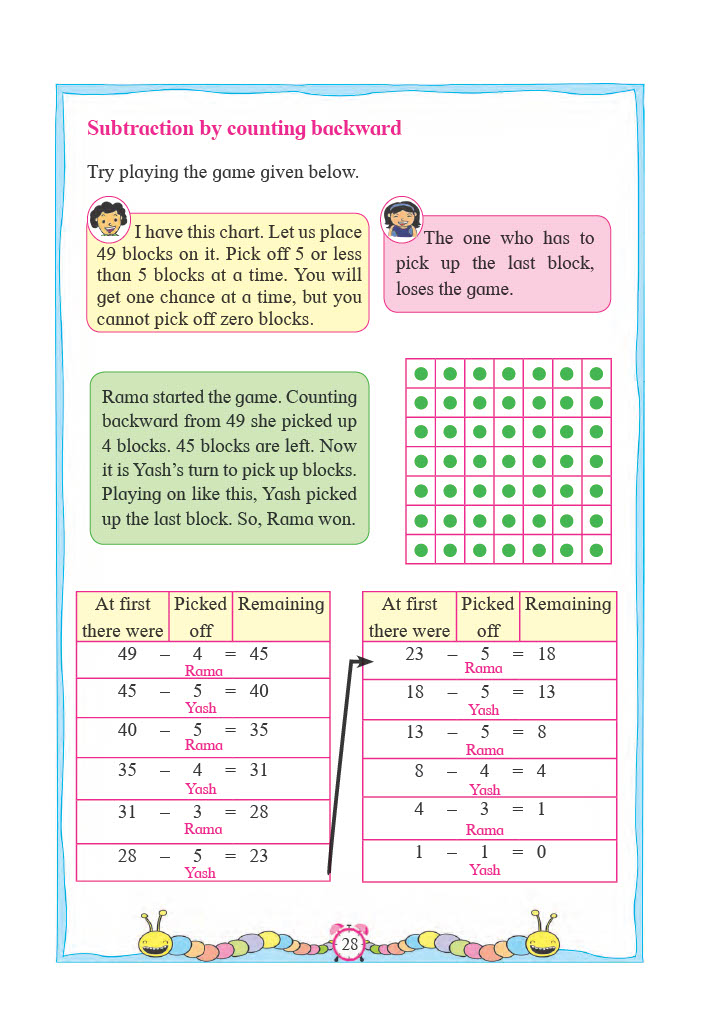 Subtraction by counting backward
Try playing the game given below.
I have this chart. Let us place
49 blocks on it. Pick off 5 or less
than 5 blocks at a time. You will
get one chance at a time, but you
cannot pick off zero blocks.
The one who has to
pick up the last block,
loses the game.
Rama started the game. Counting
backward from 49 she picked up
4 blocks. 45 blocks are left. Now
it is Yash's turn to pick up blocks.
Playing on like this, Yash picked
up the last block. So, Rama won.
At first Picked Remaining
there were off
49 – 4 = 45
Rama
45 – 5 = 40
Yash
40 – 5 = 35
Rama
35 – 4 = 31
Yash
31 – 3 = 28
Rama
28 – 5 = 23
Yash
At first Picked Remaining
there were off
23 – 5 = 18
Rama
18 – 5 = 13
Yash
13 – 5 = 8
Rama
8 – 4 = 4
Yash
4 – 3 = 1
Rama
1 – 1 = 0
Yash
28